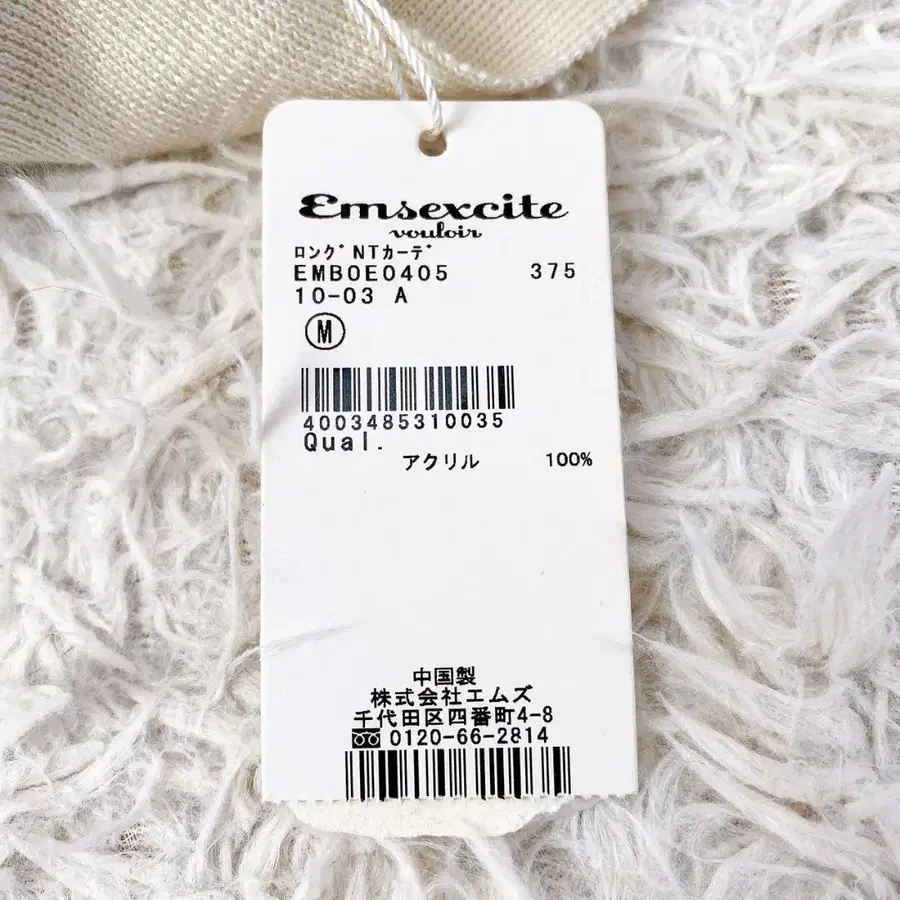 Emsexcite
vouloir
ﾛﾝｸﾞNTｶｰﾃﾞ
EMB0E0405 375
10-03 A
M
4003485310035
Qual.
アクリル 100%
中国製
株式会社エムズ
千代田区四番町4-8
0120-66-2814